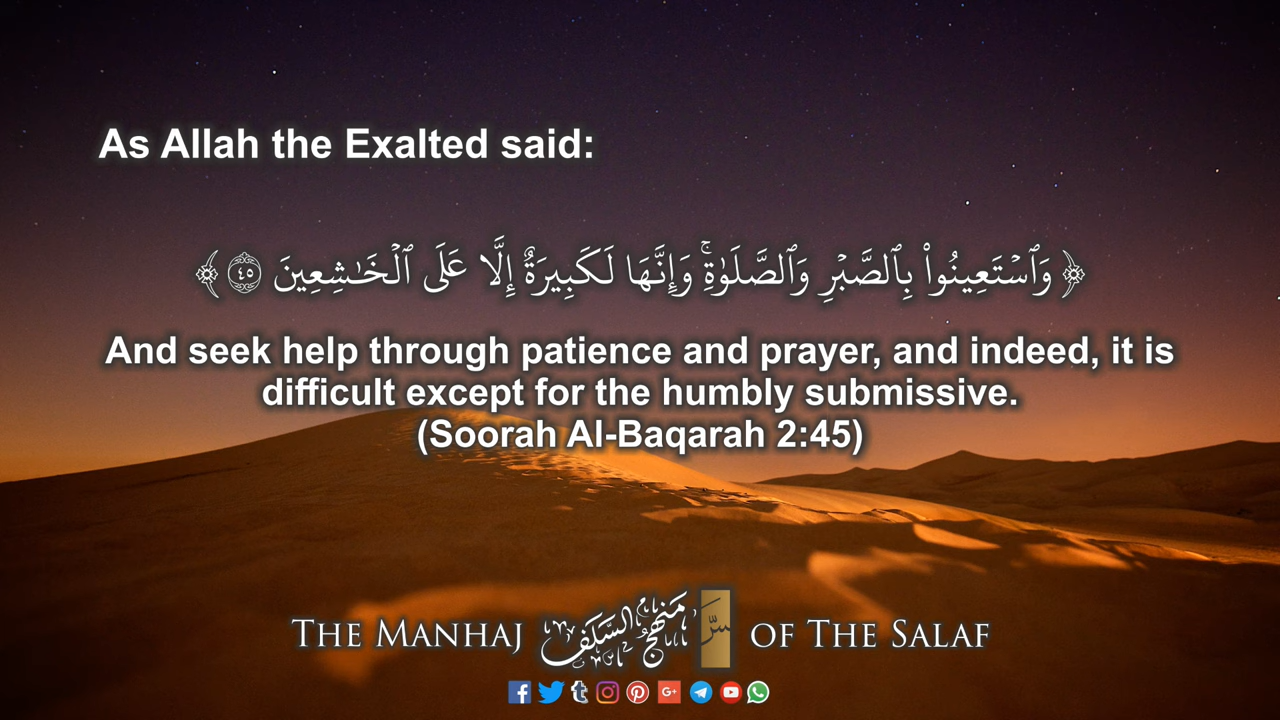 As Allah the Exalted said:
﴿ وَٱسۡتَعِينُواْ بِٱلصَّبۡرِ وَٱلصَّلَوٰةِۚ وَإِنَّهَا لَكَبِيرَةٌ إِلَّا عَلَى ٱلۡخَٰشِعِينَ ٤٥ ﴾
And seek help through patience and prayer, and indeed, it is
difficult except for the humbly submissive.
(Soorah Al-Baqarah 2:45)
THE MANHAJ مَنهج السَّلَف OF THE SALAF